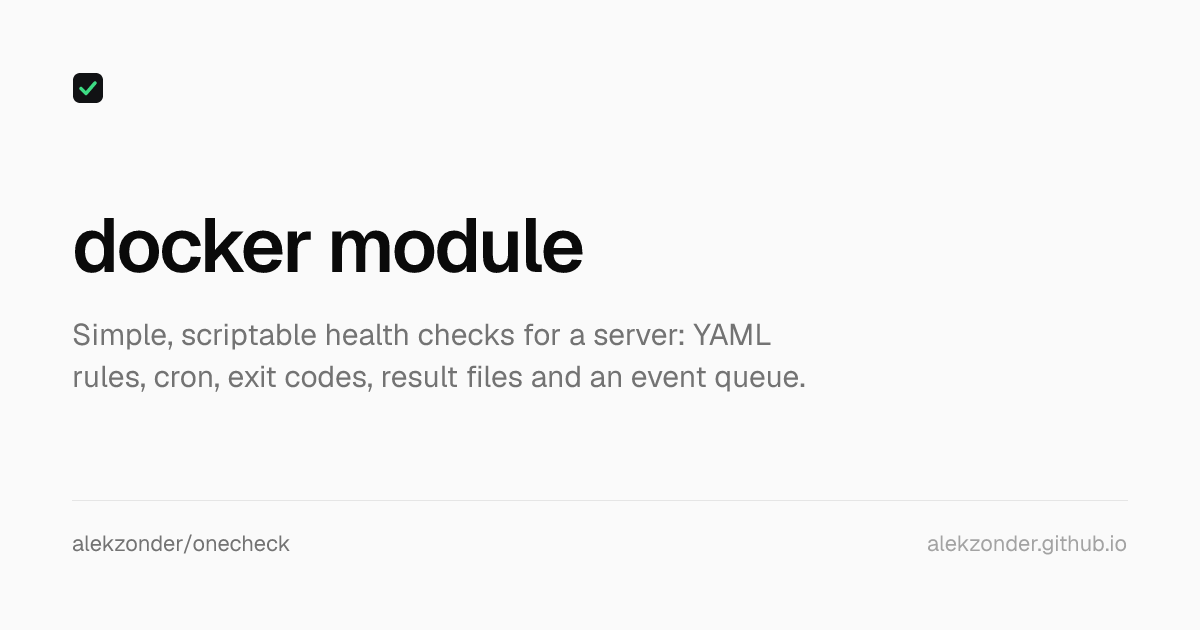 docker module
Simple, scriptable health checks for a server: YAML
rules, cron, exit codes, result files and an event queue.
alekzonder/onecheck
alekzonder.github.io